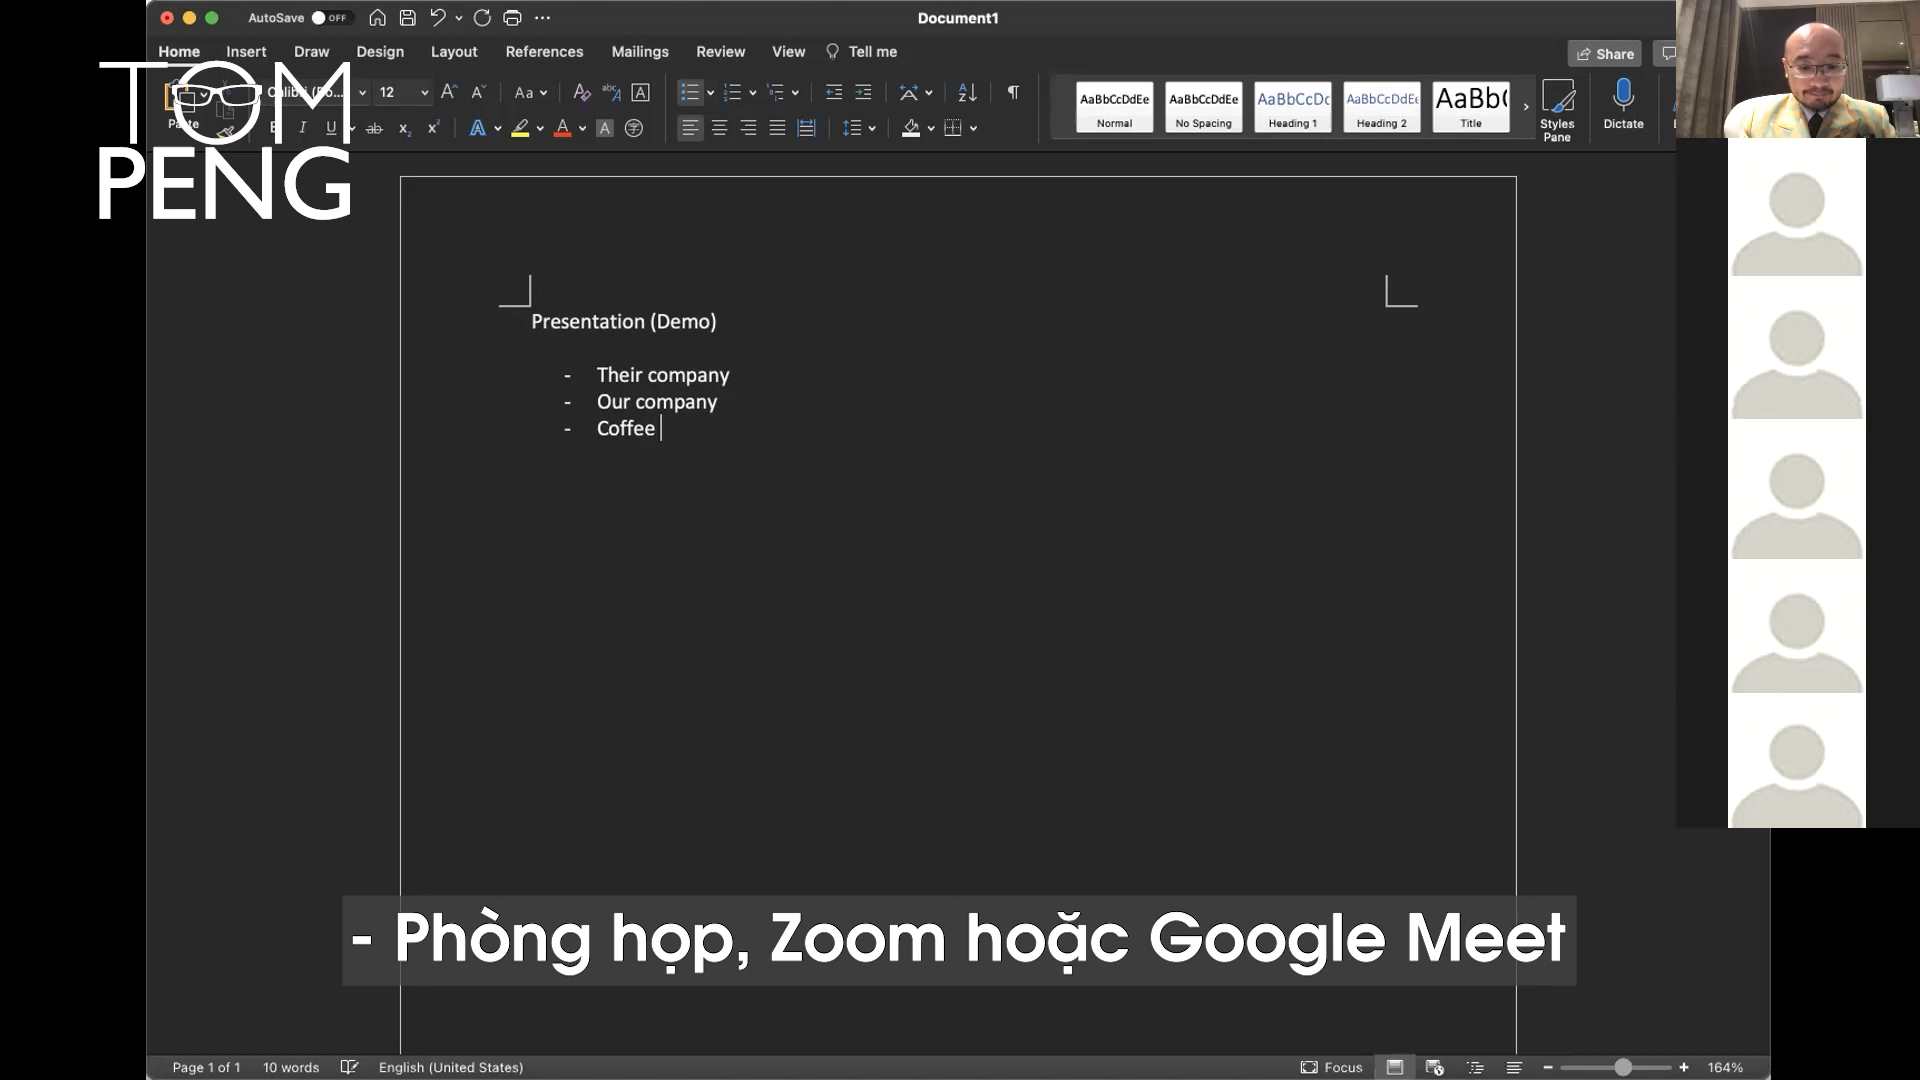 AutoSave OFF
Document1
Home Insert Draw Design Layout References Mailings Review View Tell me
Share
TOM
PENG
12
Aa
AaBbCcDdEe AaBbCcDdEe AaBbCcDc AaBbCcDdEe AaBb(
Normal No Spacing Heading 1 Heading 2 Title
Styles Pane
Dictate
Presentation (Demo)
- Their company
- Our company
- Coffee
- Phòng họp, Zoom hoặc Google Meet
Page 1 of 1 10 words English (United States) Focus 164%